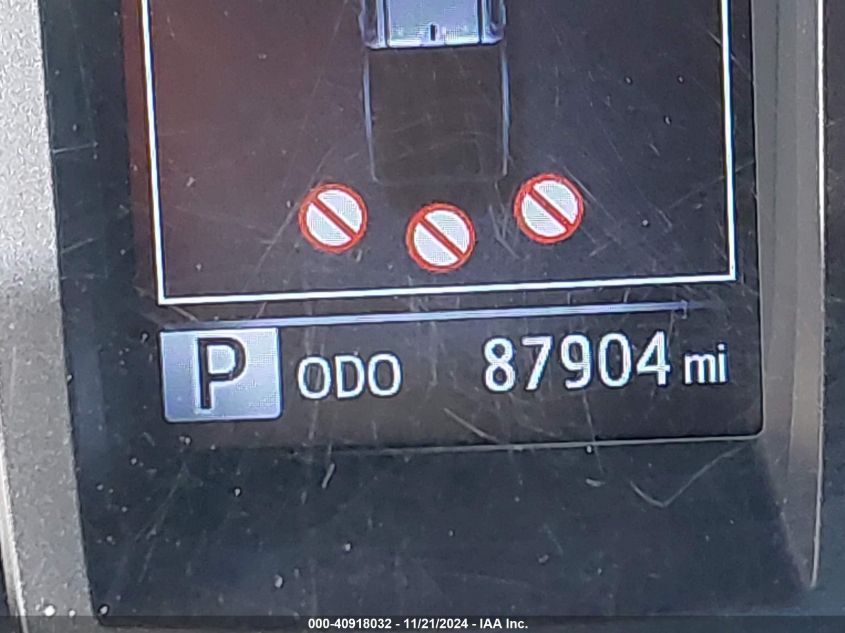 P ODO 87904 mi
000-40918032 - 11/21/2024 - IAA Inc.